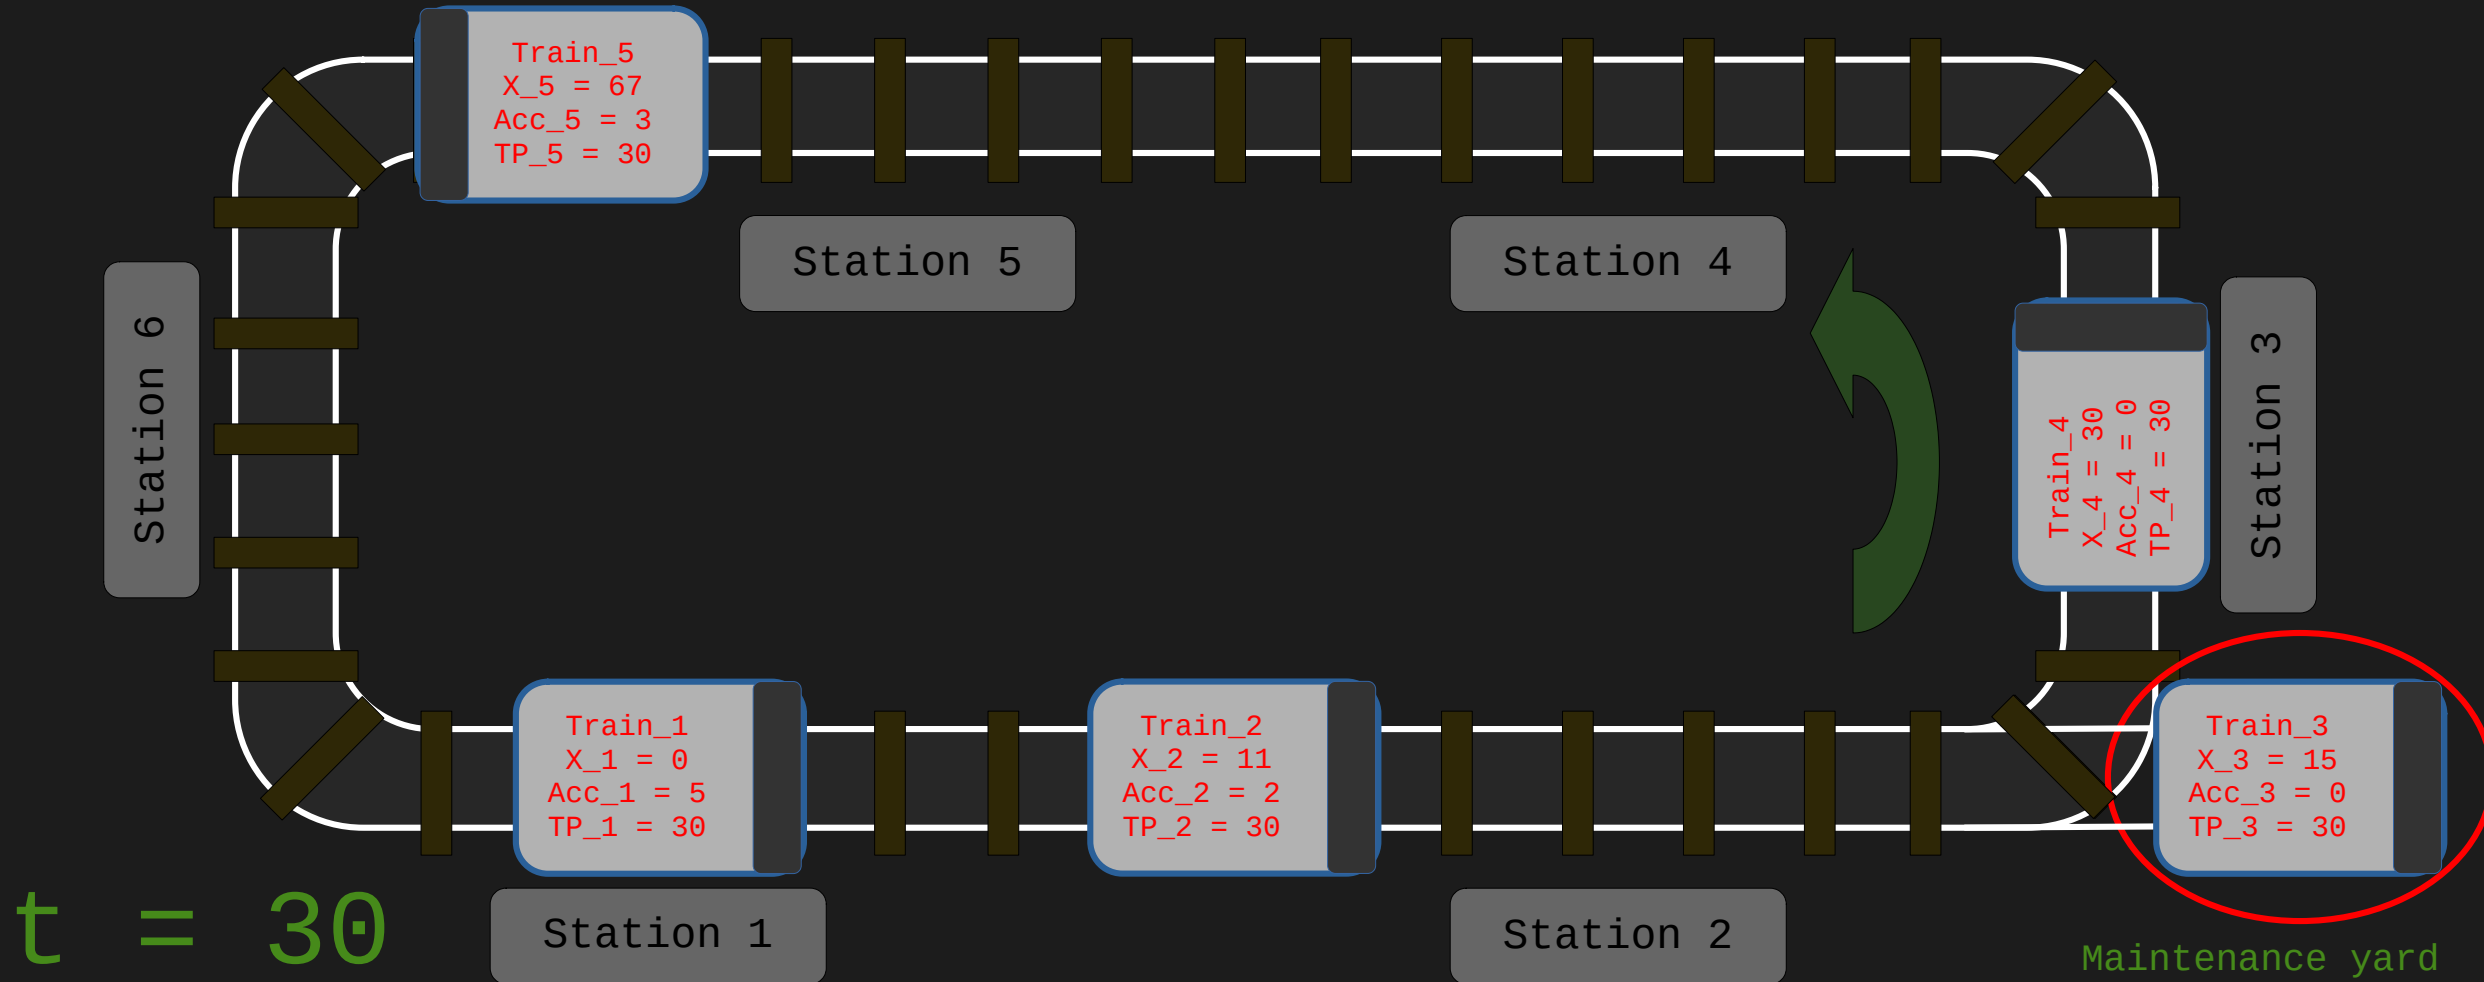 Train_5
X_5 = 67
Acc_5 = 3
TP_5 = 30
Station 5
Station 4
Station 6
Train_4
X_4 = 30
Acc_4 = 0
TP_4 = 30
Station 3
Train_1
X_1 = 0
Acc_1 = 5
TP_1 = 30
Train_2
X_2 = 11
Acc_2 = 2
TP_2 = 30
Train_3
X_3 = 15
Acc_3 = 0
TP_3 = 30
t = 30
Station 1
Station 2
Maintenance yard